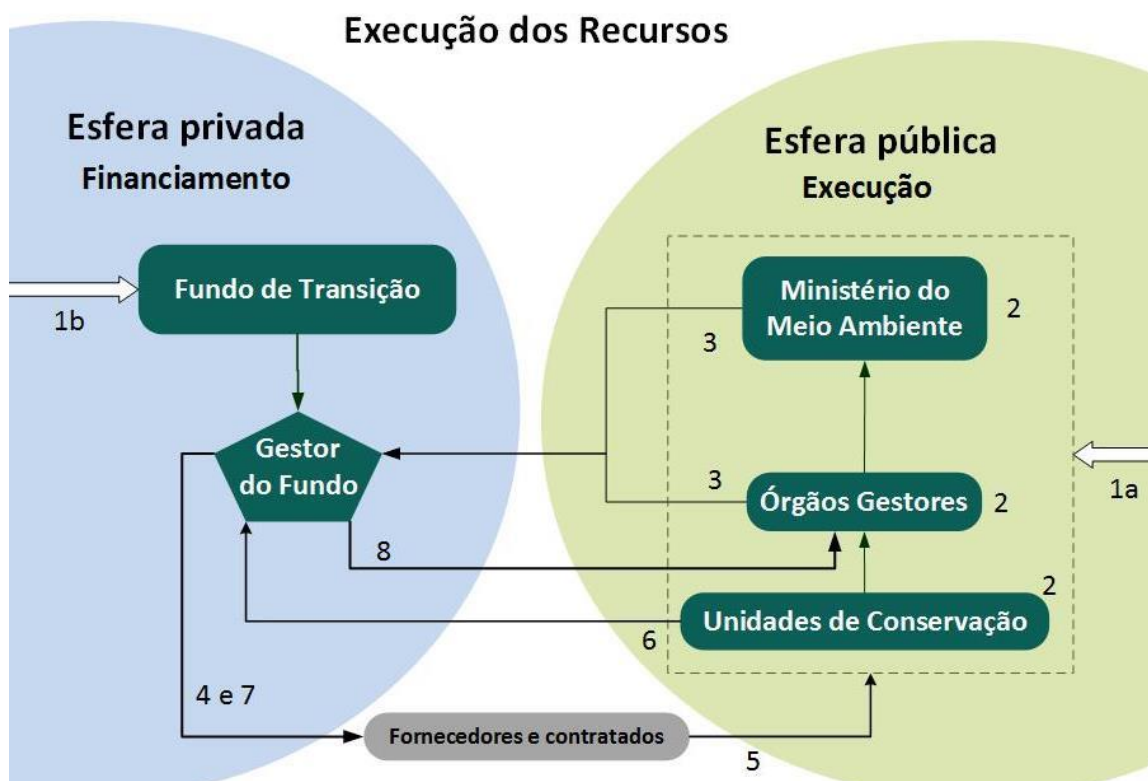 Execução dos Recursos
Esfera privada
Financiamento
Esfera pública
Execução
1b
Fundo de Transição
Ministério do
Meio Ambiente
2
3
Gestor
do Fundo
3
Órgãos Gestores
2
1a
8
2
Unidades de Conservação
6
4 e 7
Fornecedores e contratados
5